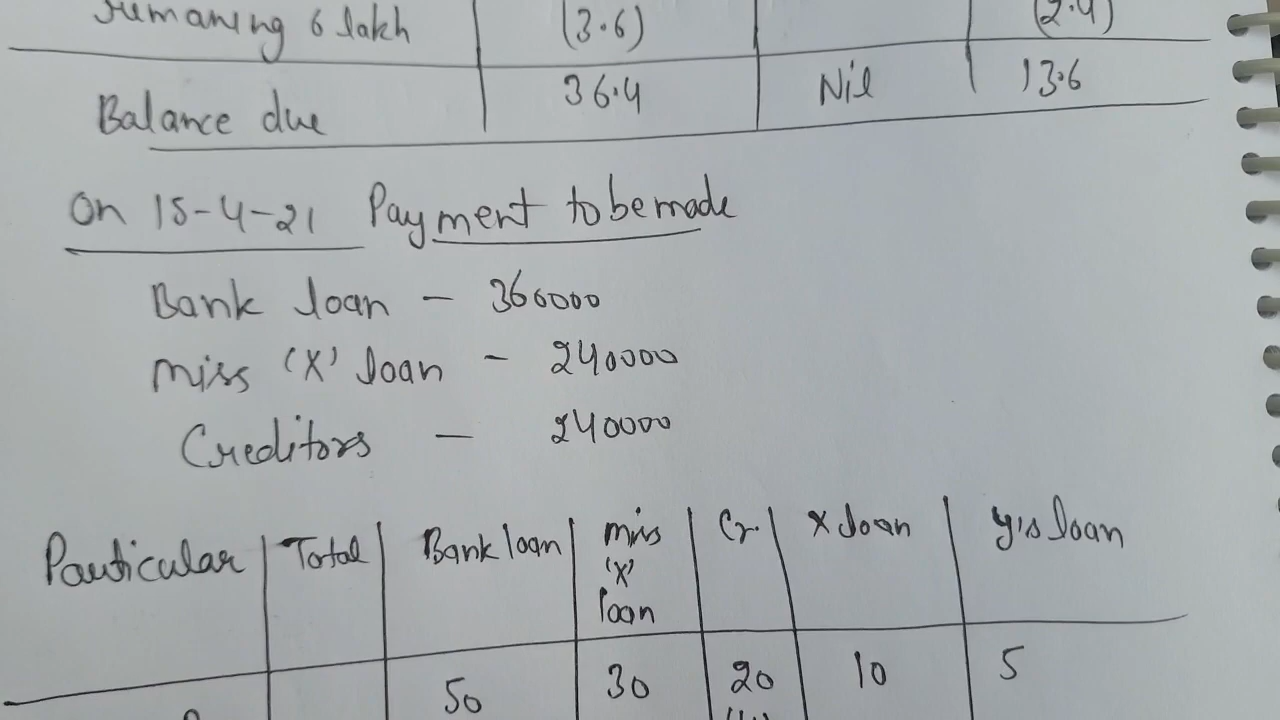 remaning 6 lakh (3.6) (2.4)
Balance due 36.4 Nil 13.6
On 15-4-21 Payment to be made
Bank loan - 360000
Miss 'X' loan - 240000
Creditors - 240000
Particular Total Bank loan miss 'X' loan Cr. X loan y's loan
50 30 20 10 5